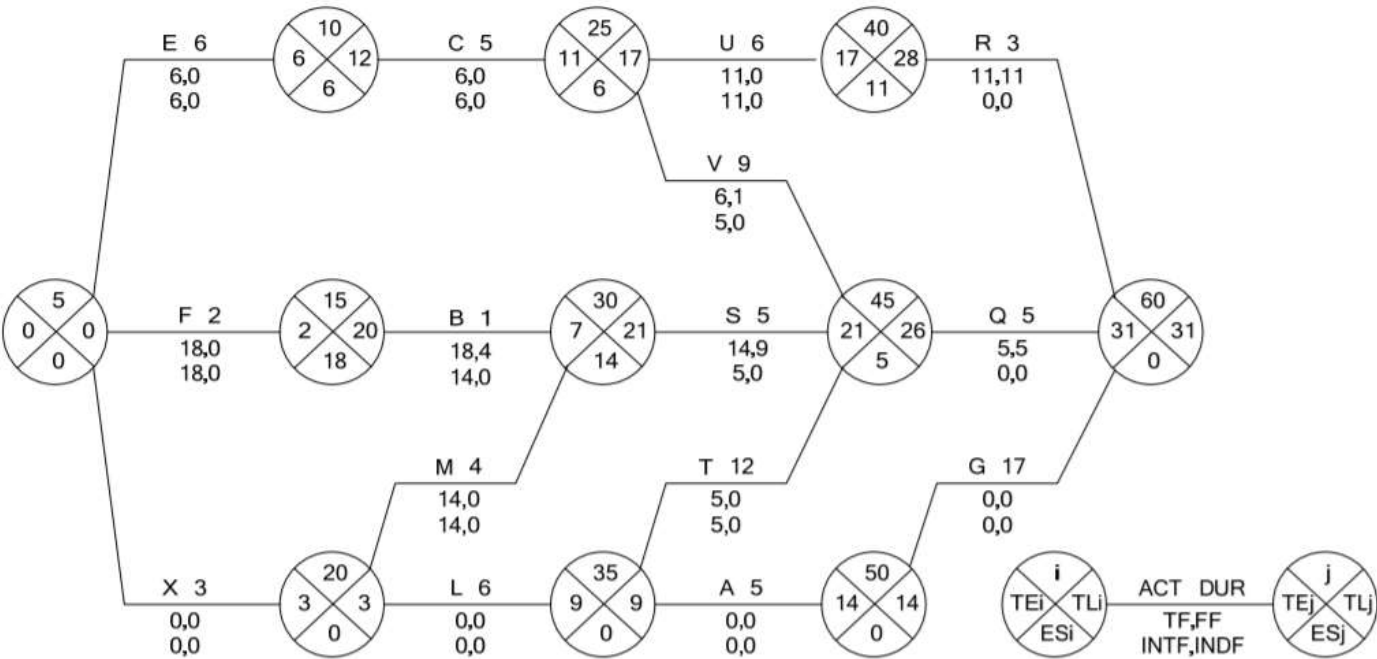 10
6 12
6
E 6
6,0
6,0
C 5
6,0
6,0
25
11 17
6
U 6
11,0
11,0
40
17 28
11
R 3
11,11
0,0
V 9
6,1
5,0
5
0 0
0
F 2
18,0
18,0
15
2 20
18
B 1
18,4
14,0
30
7 21
14
S 5
14,9
5,0
45
21 26
5
Q 5
5,5
0,0
60
31 31
0
M 4
14,0
14,0
T 12
5,0
5,0
G 17
0,0
0,0
X 3
0,0
0,0
20
3 3
0
L 6
0,0
0,0
35
9 9
0
A 5
0,0
0,0
50
14 14
0
i
TEi TLi
ESi
ACT DUR
TF,FF
INTF,INDF
j
TEj TLj
ESj